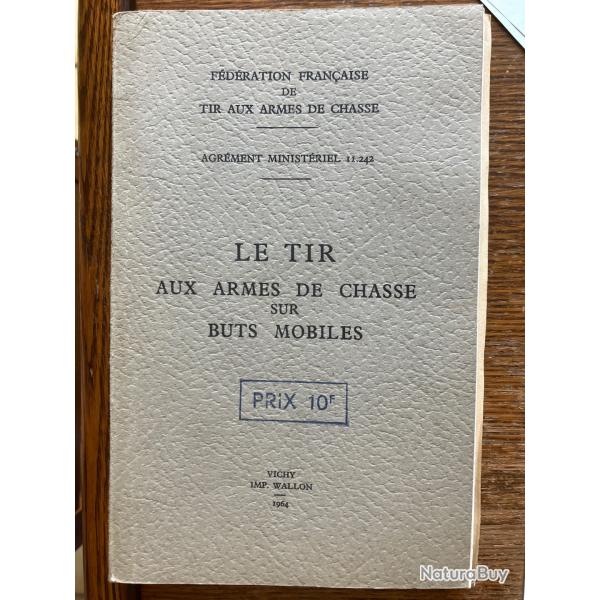 FÉDÉRATION FRANÇAISE
DE
TIR AUX ARMES DE CHASSE
AGRÉMENT MINISTÉRIEL 11.242
LE TIR
AUX ARMES DE CHASSE
SUR
BUTS MOBILES
PRiX 10F
VICHY
IMP. WALLON
1964
NaturaBuy